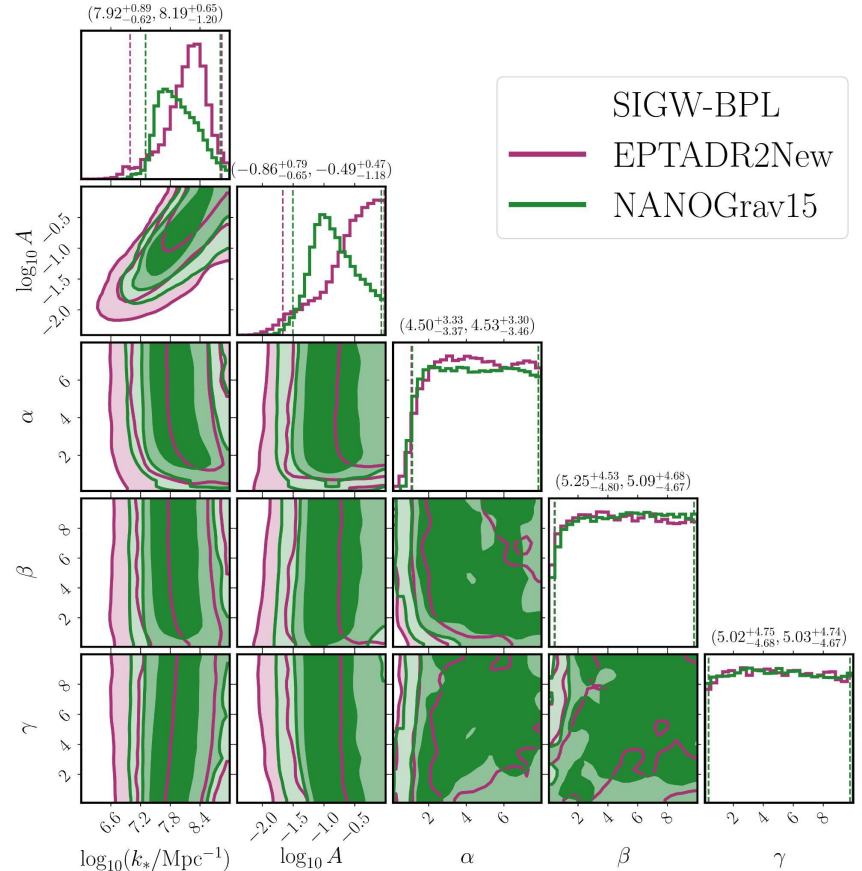 (7.92^{+0.89}_{-0.62}, 8.19^{+0.65}_{-1.20})
SIGW-BPL
EPTADR2New
NANOGrav15
(−0.86^{+0.79}_{-0.65}, −0.49^{+0.47}_{-1.18})
log₁₀ A
−0.5
−1.0
−1.5
−2.0
(4.50^{+3.33}_{-3.37}, 4.53^{+3.30}_{-3.46})
α
6
4
2
(5.25^{+4.53}_{-4.80}, 5.09^{+4.68}_{-4.67})
β
8
6
4
2
(5.02^{+4.75}_{-4.68}, 5.03^{+4.74}_{-4.67})
γ
8
6
4
2
6.6 7.2 7.8 8.4 −2.0 −1.5 −1.0 −0.5 2 4 6 2 4 6 8 2 4 6 8
log₁₀(k_*/Mpc⁻¹) log₁₀ A α β γ